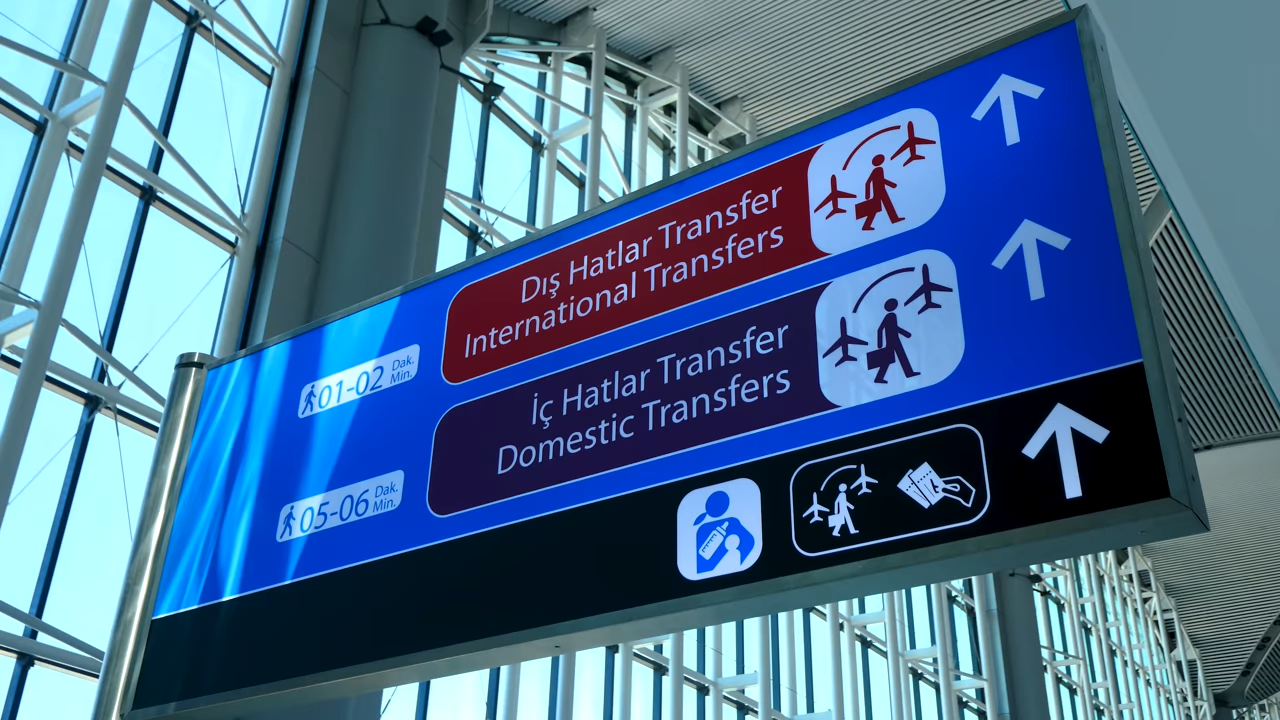 Dış Hatlar Transfer
International Transfers
01-02 Dak.
Min.
İç Hatlar Transfer
Domestic Transfers
05-06 Dak.
Min.